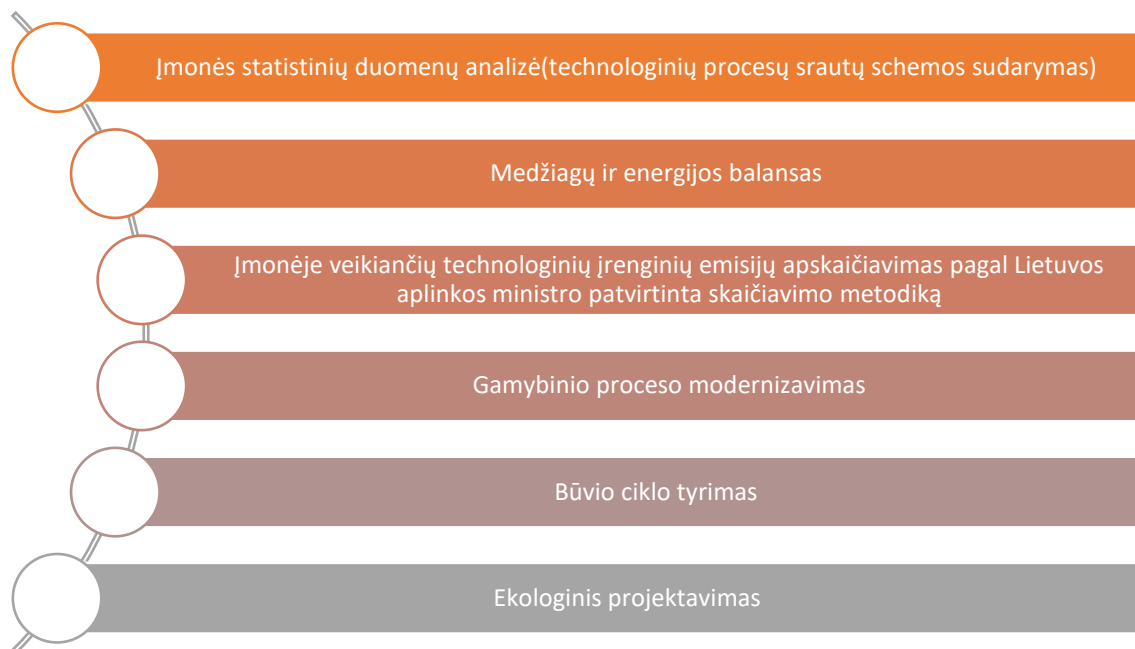 Įmonės statistinių duomenų analizė(technologinių procesų srautų schemos sudarymas)
Medžiagų ir energijos balansas
Įmonėje veikiančių technologinių įrenginių emisijų apskaičiavimas pagal Lietuvos
aplinkos ministro patvirtinta skaičiavimo metodiką
Gamybinio proceso modernizavimas
Būvio ciklo tyrimas
Ekologinis projektavimas